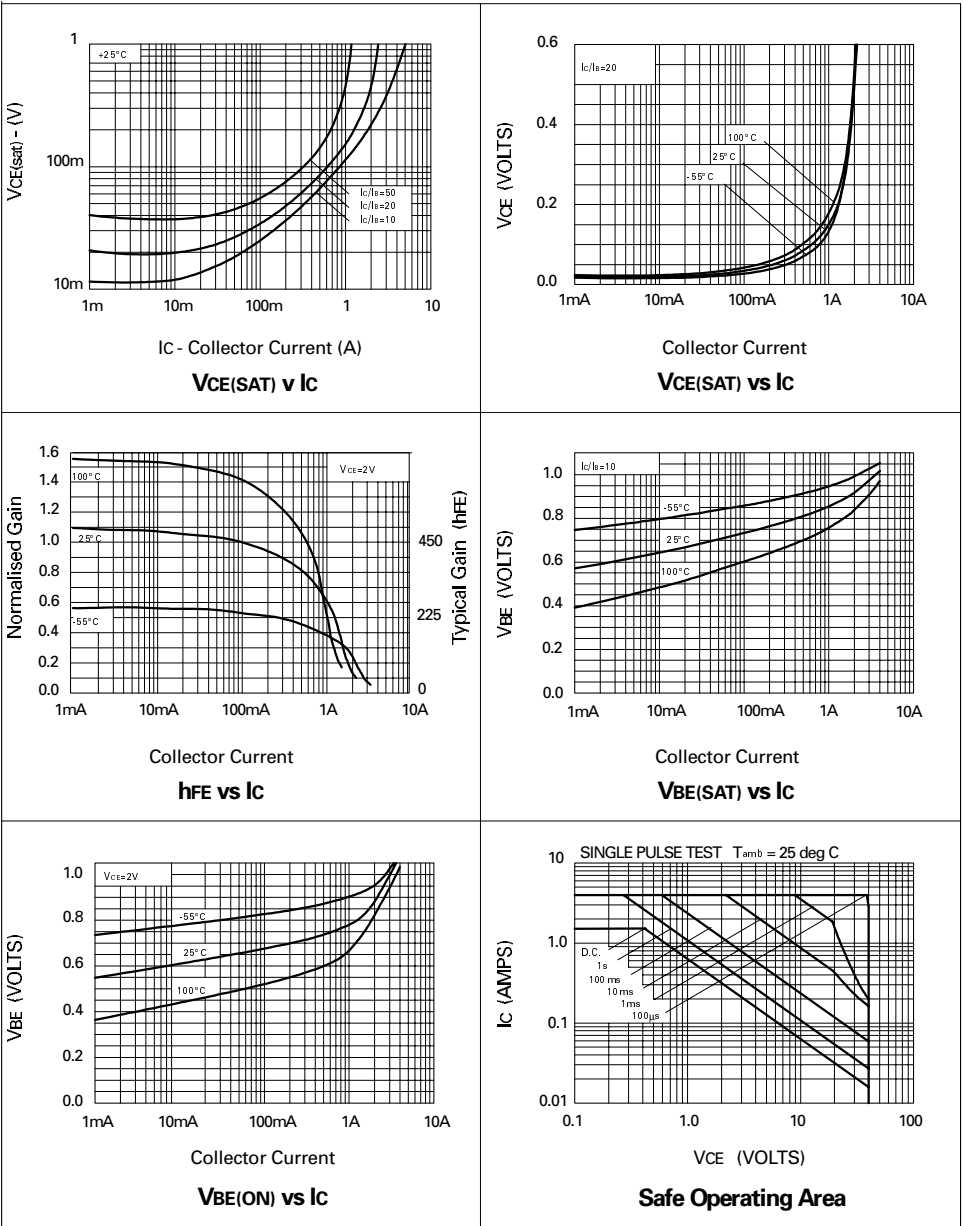 1
100m
10m
1m
10m
100m
1
10
VCE(sat) - (V)
+25°C
IC/IB=50
IC/IB=20
IC/IB=10
IC - Collector Current (A)
VCE(SAT) v IC
0.6
0.4
0.2
0.0
1mA
10mA
100mA
1A
10A
VCE (VOLTS)
IC/IB=20
100°C
25°C
-55°C
Collector Current
VCE(SAT) vs IC
1.6
1.4
1.2
1.0
0.8
0.6
0.4
0.2
0.0
1mA
10mA
100mA
1A
10A
Normalised Gain
450
225
0
Typical Gain (hFE)
VCE=2V
100°C
25°C
-55°C
Collector Current
hFE vs IC
1.0
0.8
0.6
0.4
0.2
0.0
1mA
10mA
100mA
1A
10A
VBE (VOLTS)
IC/IB=10
-55°C
25°C
100°C
Collector Current
VBE(SAT) vs IC
1.0
0.8
0.6
0.4
0.2
0.0
1mA
10mA
100mA
1A
10A
VBE (VOLTS)
VCE=2V
-55°C
25°C
100°C
Collector Current
VBE(ON) vs IC
SINGLE PULSE TEST Tamb = 25 deg C
10
1.0
0.1
0.01
0.1
1.0
10
100
IC (AMPS)
D.C.
1s
100ms
10ms
1ms
100µs
VCE (VOLTS)
Safe Operating Area